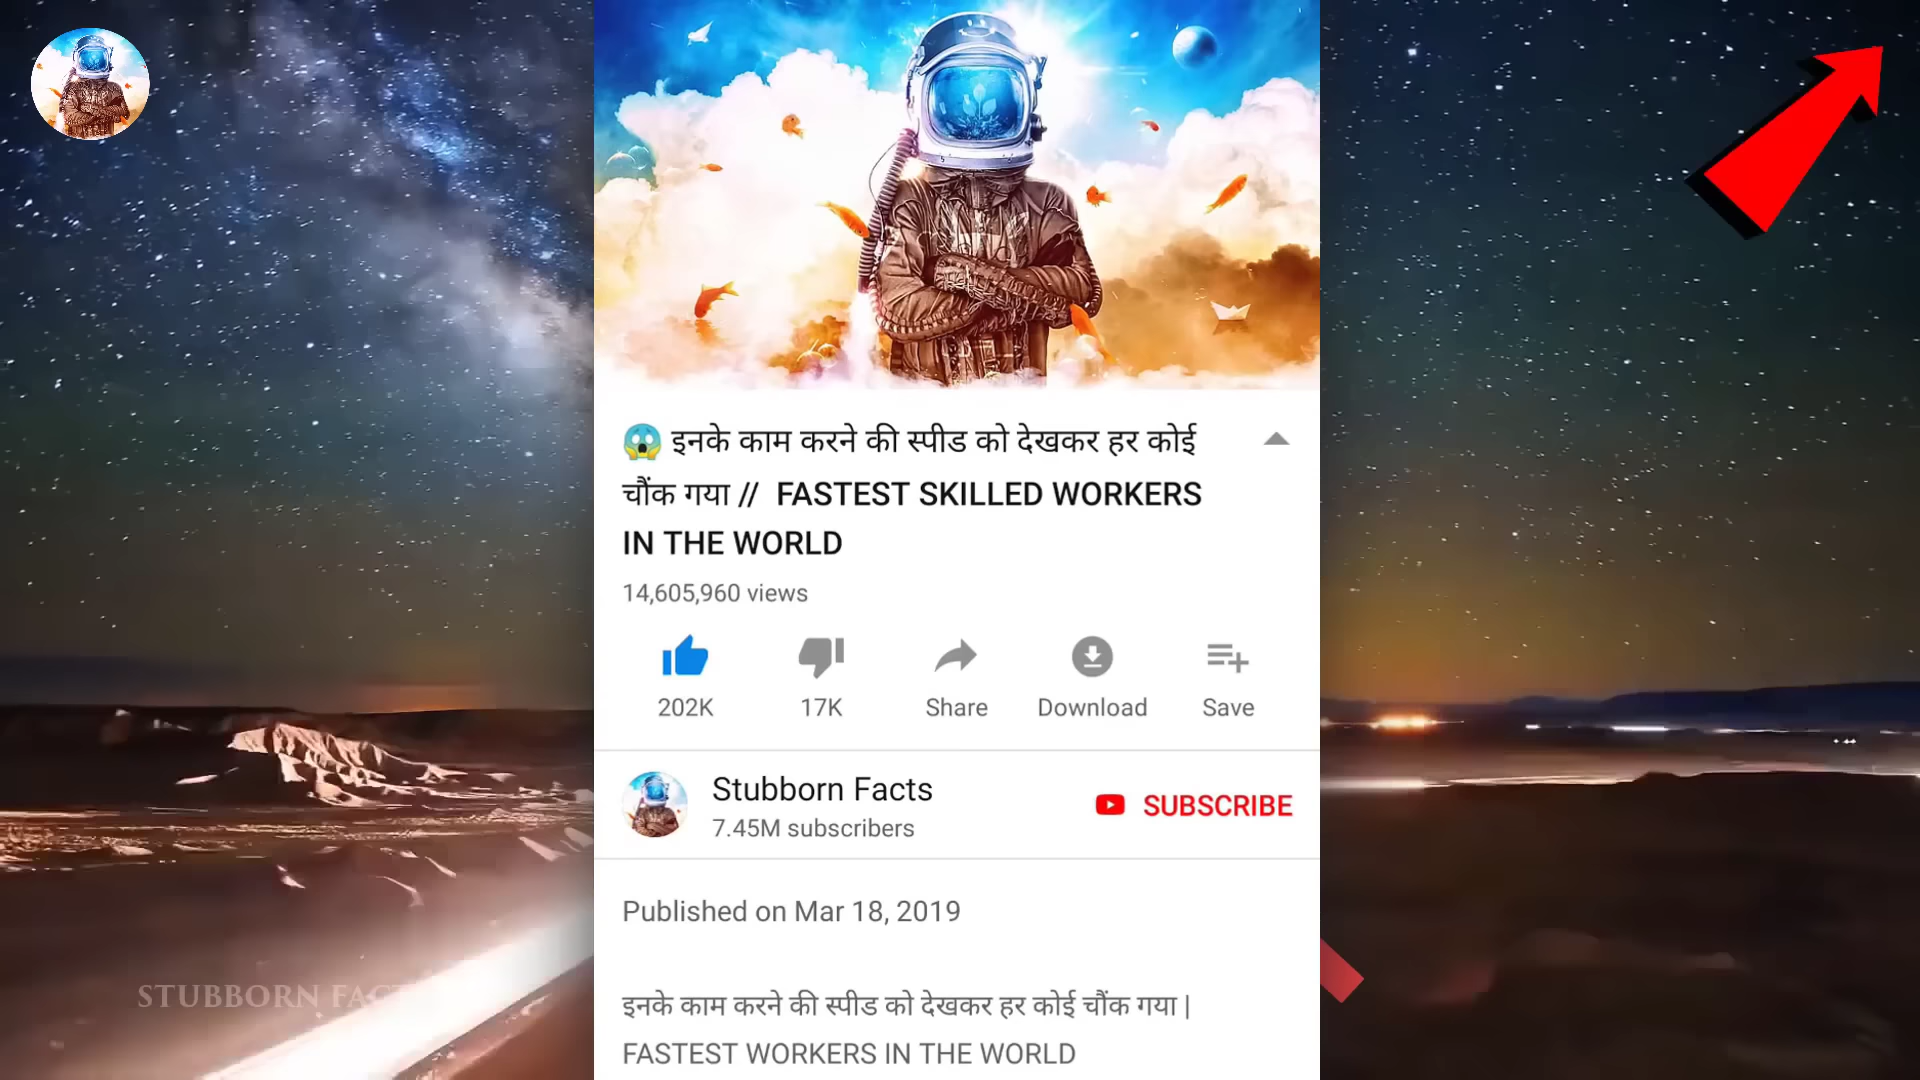 😱 इनके काम करने की स्पीड को देखकर हर कोई
चौंक गया // FASTEST SKILLED WORKERS
IN THE WORLD
14,605,960 views
202K
17K
Share
Download
Save
Stubborn Facts
7.45M subscribers
SUBSCRIBE
Published on Mar 18, 2019
इनके काम करने की स्पीड को देखकर हर कोई चौंक गया |
FASTEST WORKERS IN THE WORLD
STUBBORN FACT